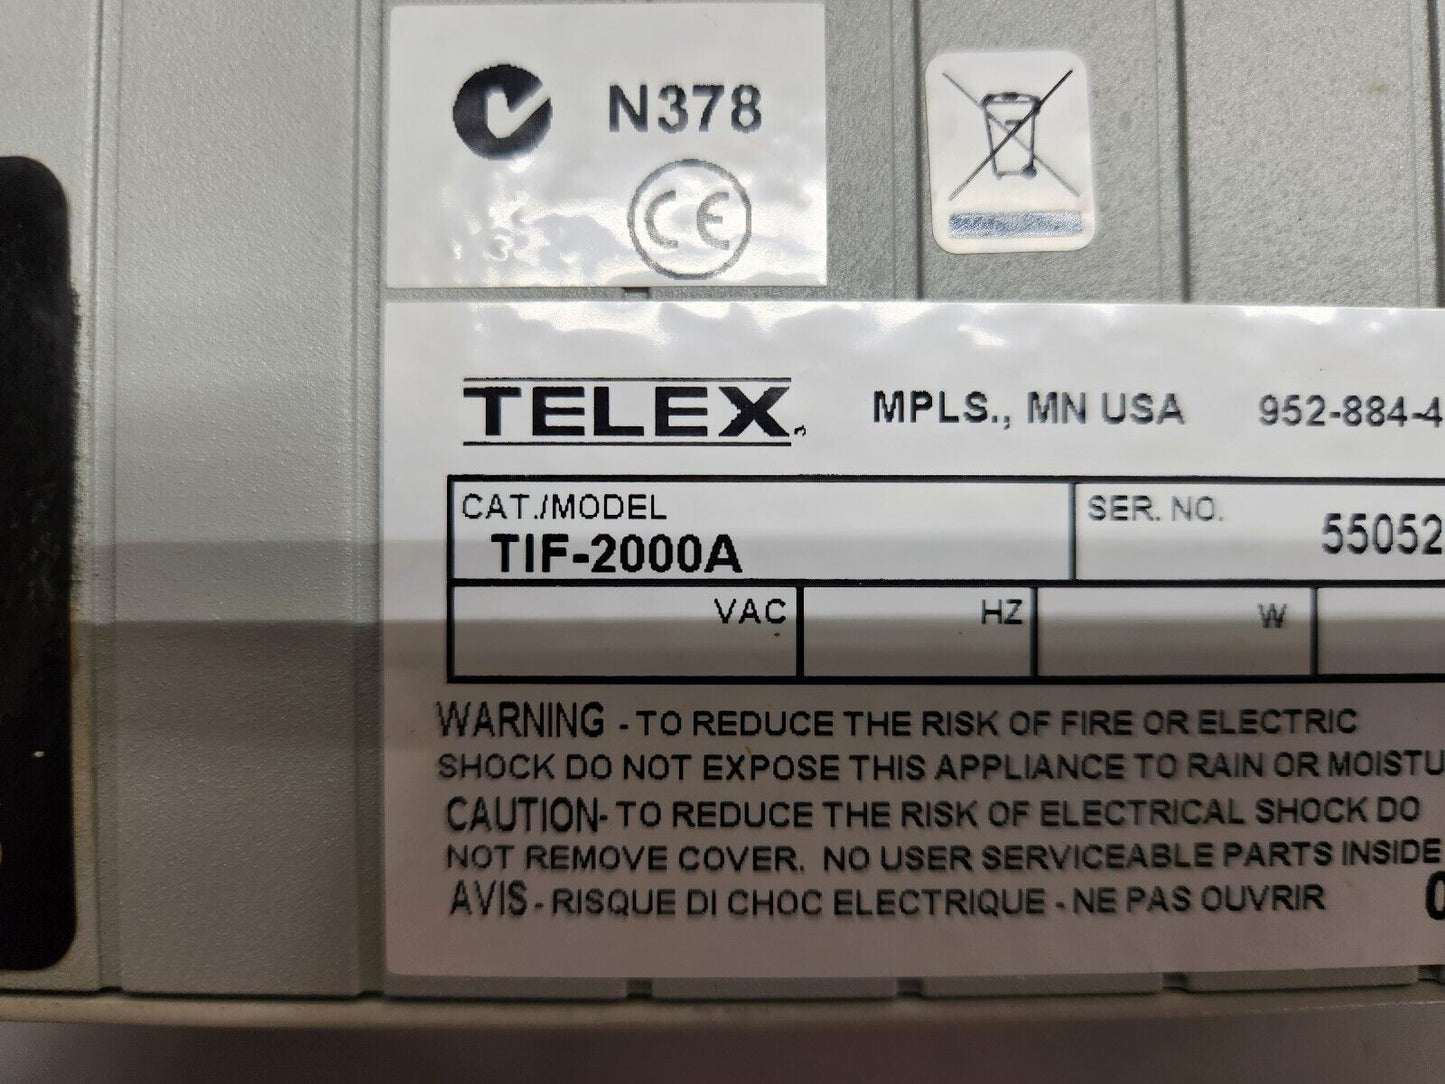 N378
CE
TELEX MPLS., MN USA 952-884-4
CAT./MODEL SER. NO.
TIF-2000A 55052
VAC HZ W
WARNING - TO REDUCE THE RISK OF FIRE OR ELECTRIC
SHOCK DO NOT EXPOSE THIS APPLIANCE TO RAIN OR MOISTU
CAUTION- TO REDUCE THE RISK OF ELECTRICAL SHOCK DO
NOT REMOVE COVER. NO USER SERVICEABLE PARTS INSIDE
AVIS - RISQUE DI CHOC ELECTRIQUE - NE PAS OUVRIR 0